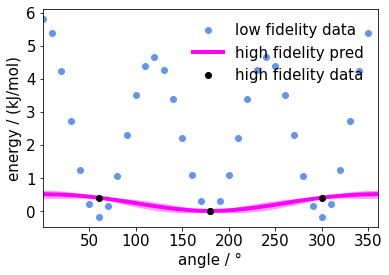 low fidelity data
high fidelity pred
high fidelity data
energy / (kJ/mol)
6
5
4
3
2
1
0
50 100 150 200 250 300 350
angle / °